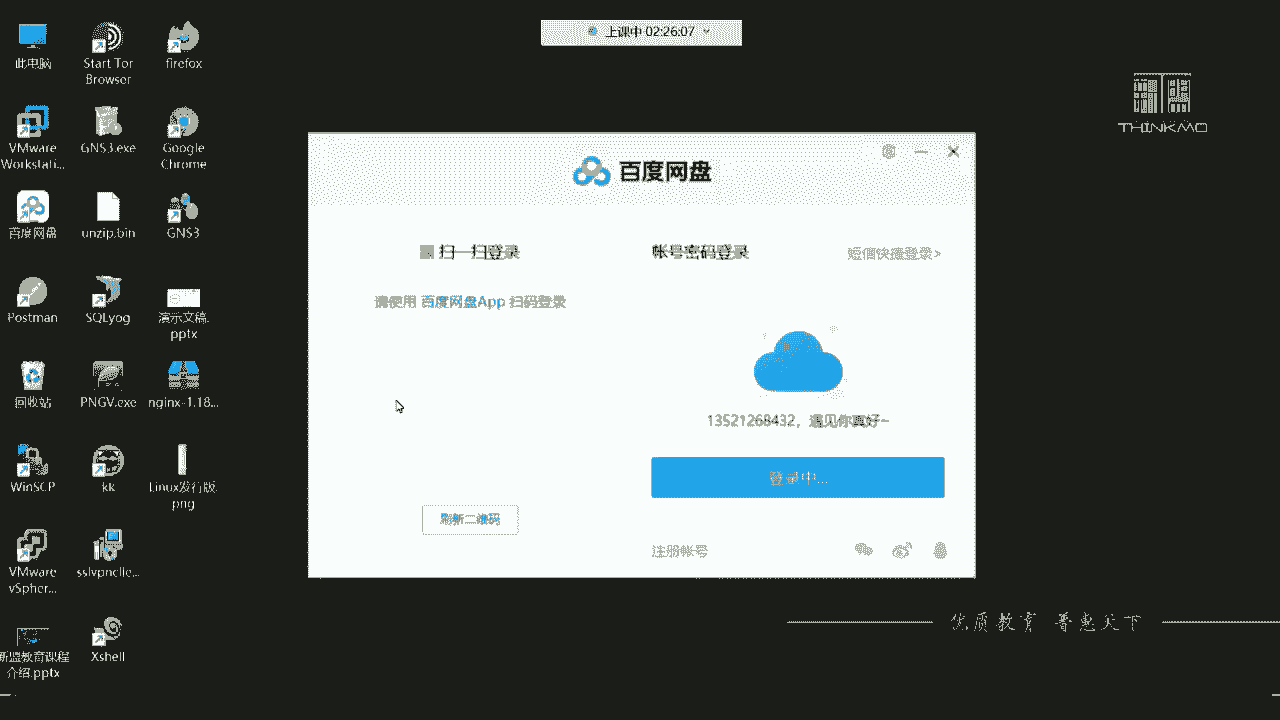 上课中 02:26:07
此电脑
Start Tor
Browser
firefox
THINKMO
VMware
Workstati...
GNS3.exe
Google
Chrome
百度网盘
百度网盘
unzip.bin
GNS3
扫一扫登录
帐号密码登录
短信快捷登录>
请使用 百度网盘App 扫码登录
Postman
SQLyog
演示文稿.
pptx
回收站
PNGV.exe
nginx-1.18...
13521268432，遇见你真好~
登录中...
WinSCP
kk
Linux发行版.
png
刷新二维码
注册帐号
VMware
vSpher...
sslvpnclie...
优质教育 普惠天下
新盟教育课程
介绍.pptx
Xshell